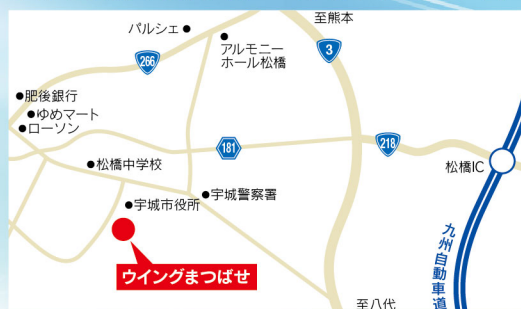 至熊本
パルシェ
アルモニー
ホール松橋
3
266
肥後銀行
ゆめマート
ローソン
181
218
松橋中学校
松橋IC
宇城市役所
宇城警察署
ウイングまつばせ
九州自動車道
至八代